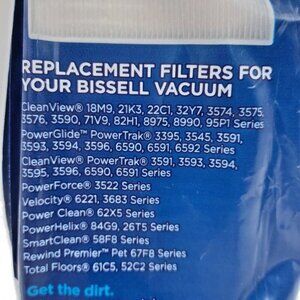 REPLACEMENT FILTERS FOR
YOUR BISSELL VACUUM
CleanView® 18M9, 21K3, 22C1, 32Y7, 3574, 3575,
3576, 3590, 71V9, 82H1, 8975, 8990, 95P1 Series
PowerGlide™ PowerTrak® 3395, 3545, 3591,
3593, 3594, 3596, 6590, 6591, 6592 Series
CleanView® PowerTrak® 3591, 3593, 3594,
3595, 3596, 6590, 6591 Series
PowerForce® 3522 Series
Velocity® 6221, 3683 Series
Power Clean® 62X5 Series
PowerHelix® 84G9, 26T5 Series
SmartClean® 58F8 Series
Rewind Premier™ Pet 67F8 Series
Total Floors® 61C5, 52C2 Series
Get the dirt.